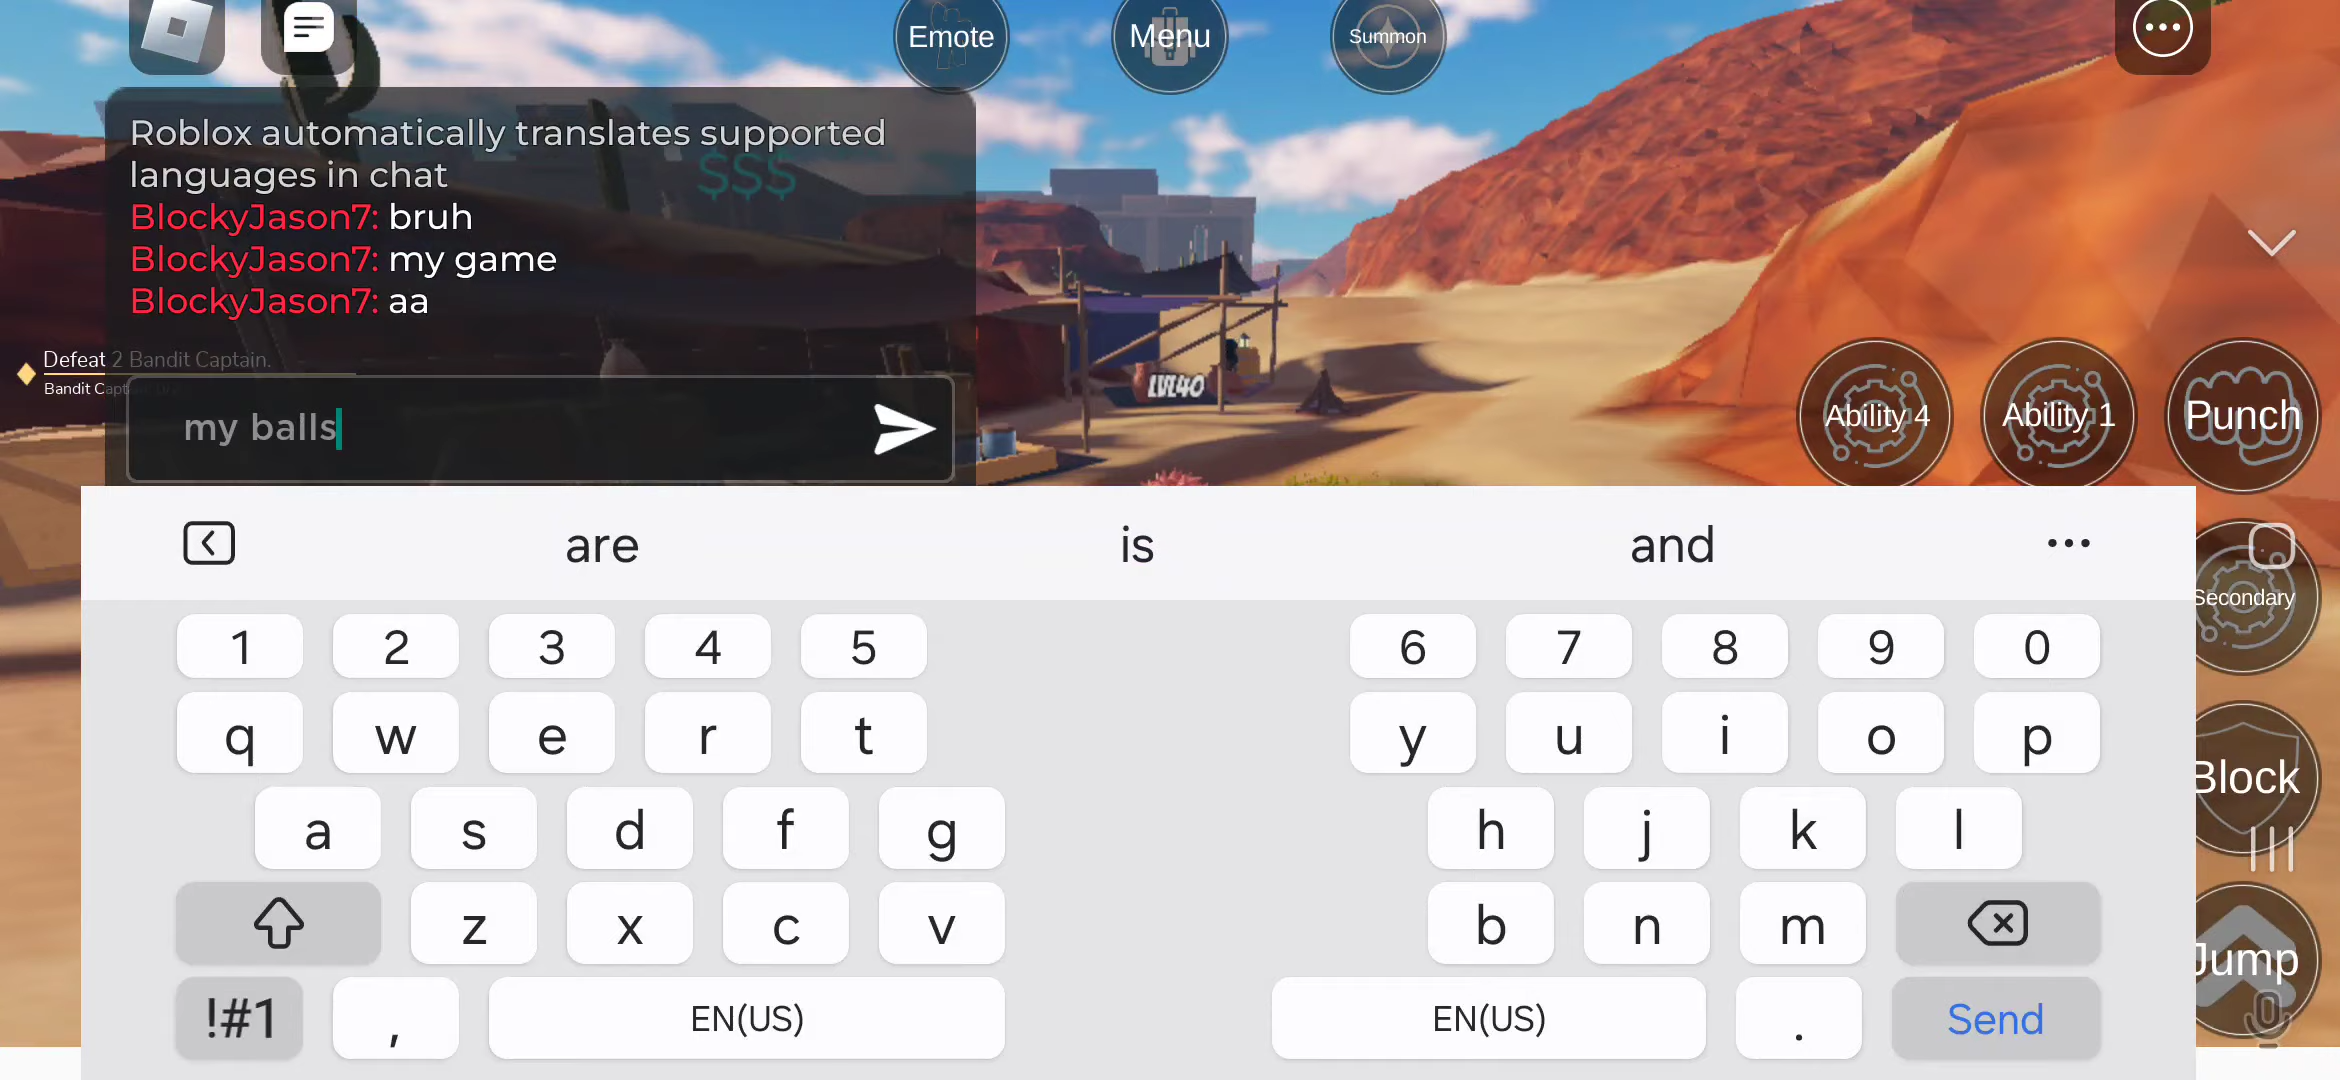 Emote
Menu
Summon
Roblox automatically translates supported
languages in chat
$$$
BlockyJason7: bruh
BlockyJason7: my game
BlockyJason7: aa
Defeat 2 Bandit Captain.
Bandit
LVL40
my balls
Ability 4
Ability 1
Punch
are
is
and
1 2 3 4 5 6 7 8 9 0
Secondary
q w e r t y u i o p
Block
a s d f g h j k l
z x c v b n m
Jump
!#1 , EN(US) EN(US) . Send